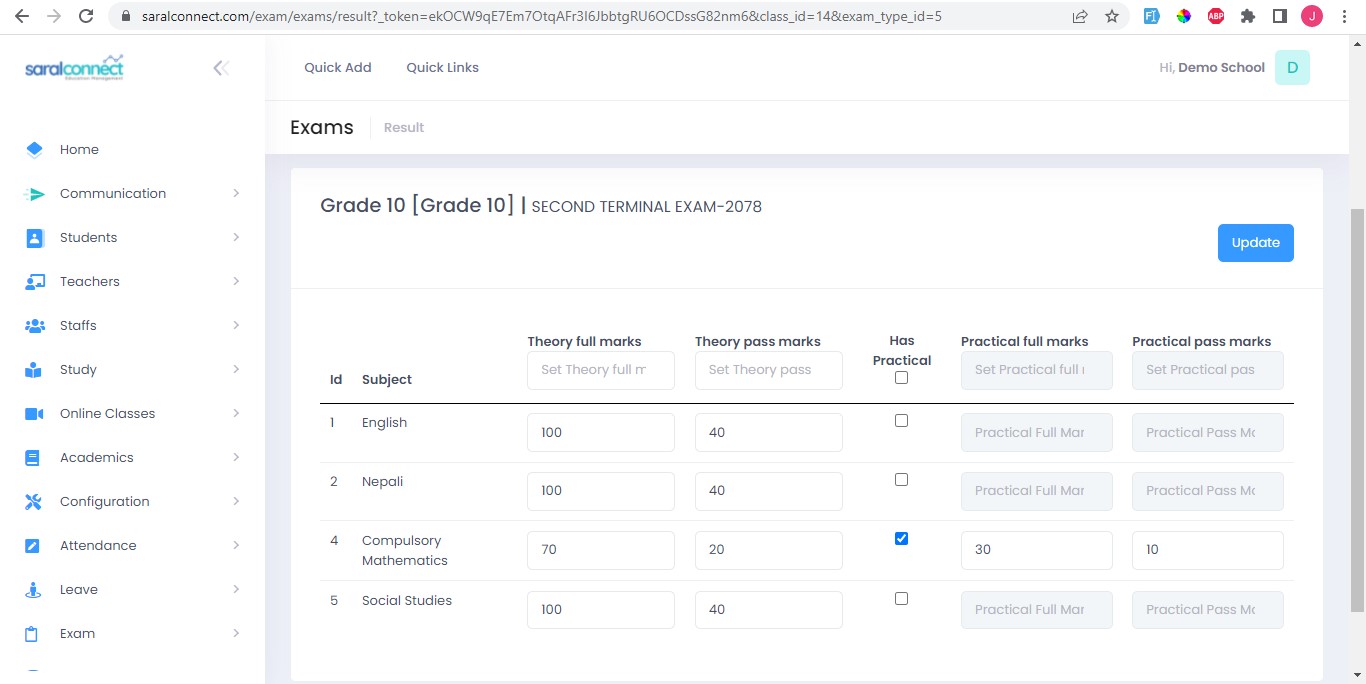 saralconnect.com/exam/exams/result?_token=ekOCW9qE7Em7OtqAFr3I6JbbtgRU6OCDssG82nm6&class_id=14&exam_type_id=5
ABP
J
saralconnect
Education Management
Quick Add
Quick Links
Hi, Demo School
D
Exams
Result
Home
Communication
Students
Teachers
Staffs
Study
Online Classes
Academics
Configuration
Attendance
Leave
Exam
Grade 10 [Grade 10] | SECOND TERMINAL EXAM-2078
Update
Id Subject Theory full marks Theory pass marks Has Practical Practical full marks Practical pass marks
Set Theory full m Set Theory pass Set Practical full Set Practical pas
1 English 100 40 Practical Full Mar Practical Pass Mc
2 Nepali 100 40 Practical Full Mar Practical Pass Mc
4 Compulsory Mathematics 70 20 30 10
5 Social Studies 100 40 Practical Full Mar Practical Pass Mc